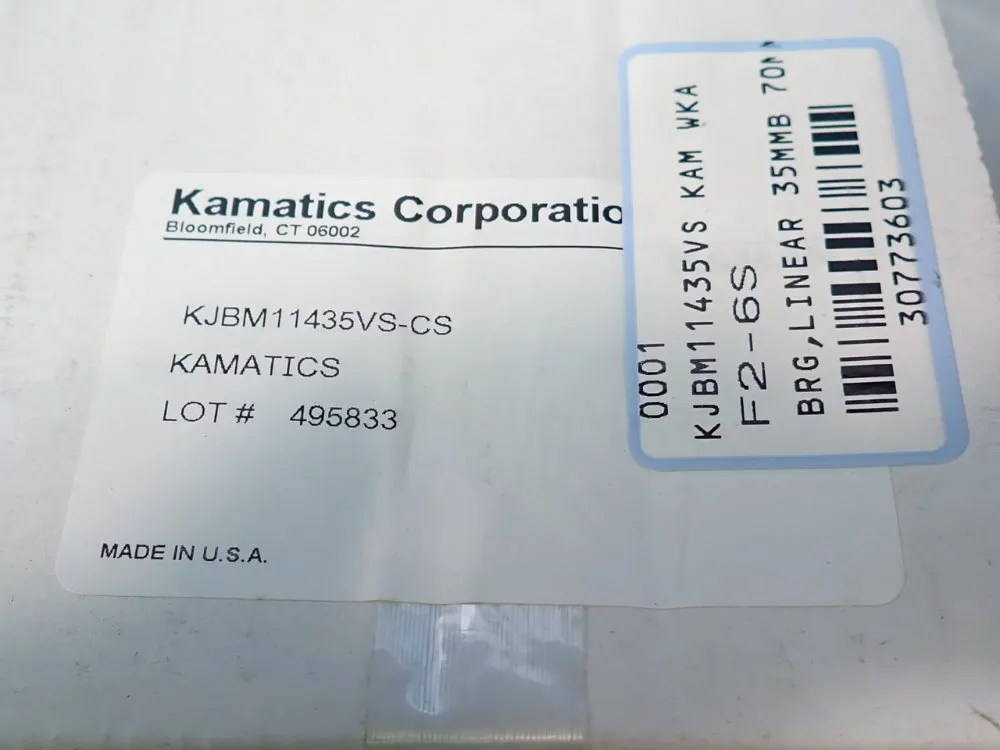 Kamatics Corporatio
Bloomfield, CT 06002
KJBM11435VS-CS
KAMATICS
LOT # 495833
MADE IN U.S.A.
0001
KJBM11435VS KAM WKA
F2-6S
BRG,LINEAR 35MMB 70M
30773603